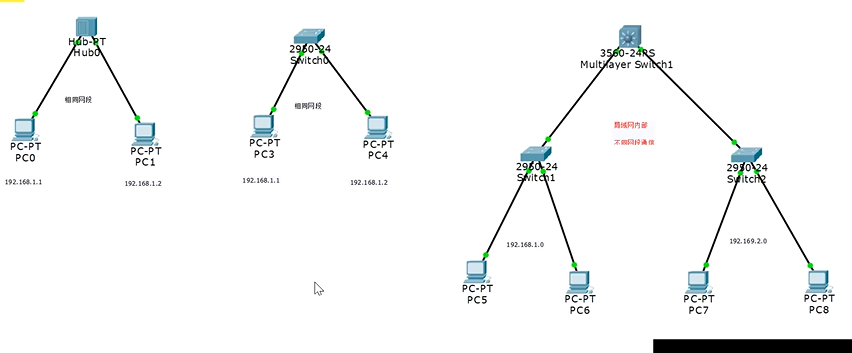 Hub-PT
Hub0
相同网段
PC-PT
PC0
PC-PT
PC1
192.168.1.1
192.168.1.2
2950-24
Switch0
相同网段
PC-PT
PC3
PC-PT
PC4
192.168.1.1
192.168.1.2
3560-24RS
Multilayer Switch1
局域网内部
不同网段通信
2950-24
Switch1
2950-24
Switch2
192.168.1.0
192.169.2.0
PC-PT
PC5
PC-PT
PC6
PC-PT
PC7
PC-PT
PC8